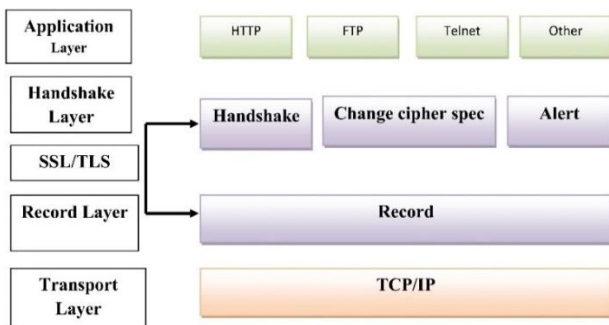 Application
Layer
HTTP
FTP
Telnet
Other
Handshake
Layer
Handshake
Change cipher spec
Alert
SSL/TLS
Record Layer
Record
Transport
Layer
TCP/IP